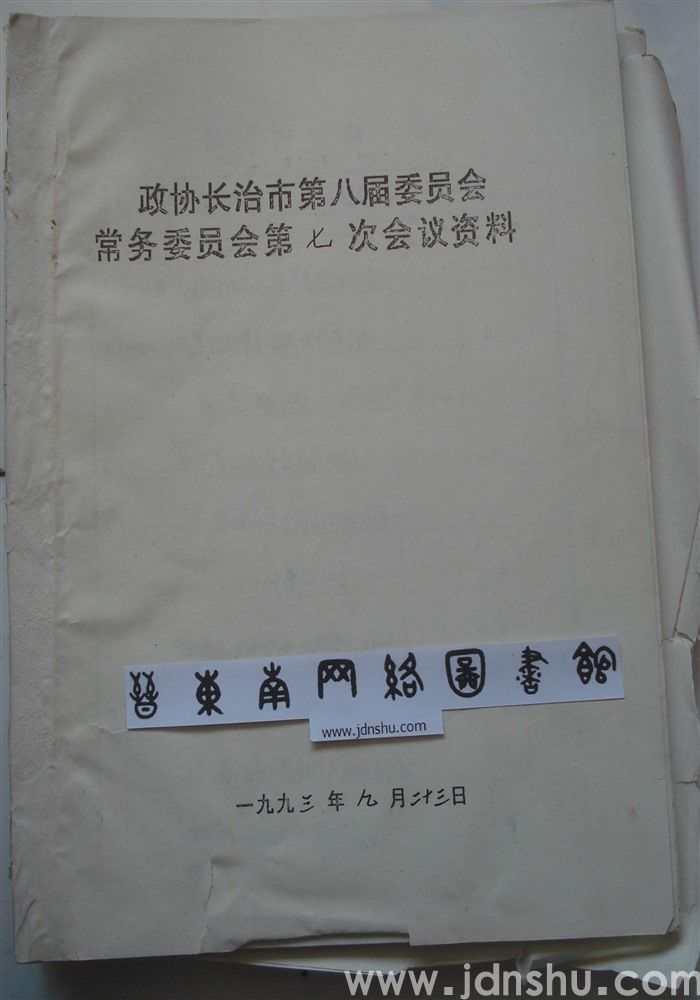 政协长治市第八届委员会
常务委员会第七次会议资料
晋東南网络圖書館
www.jdnshu.com
一九九三年九月二十三日
www.jdnshu.com